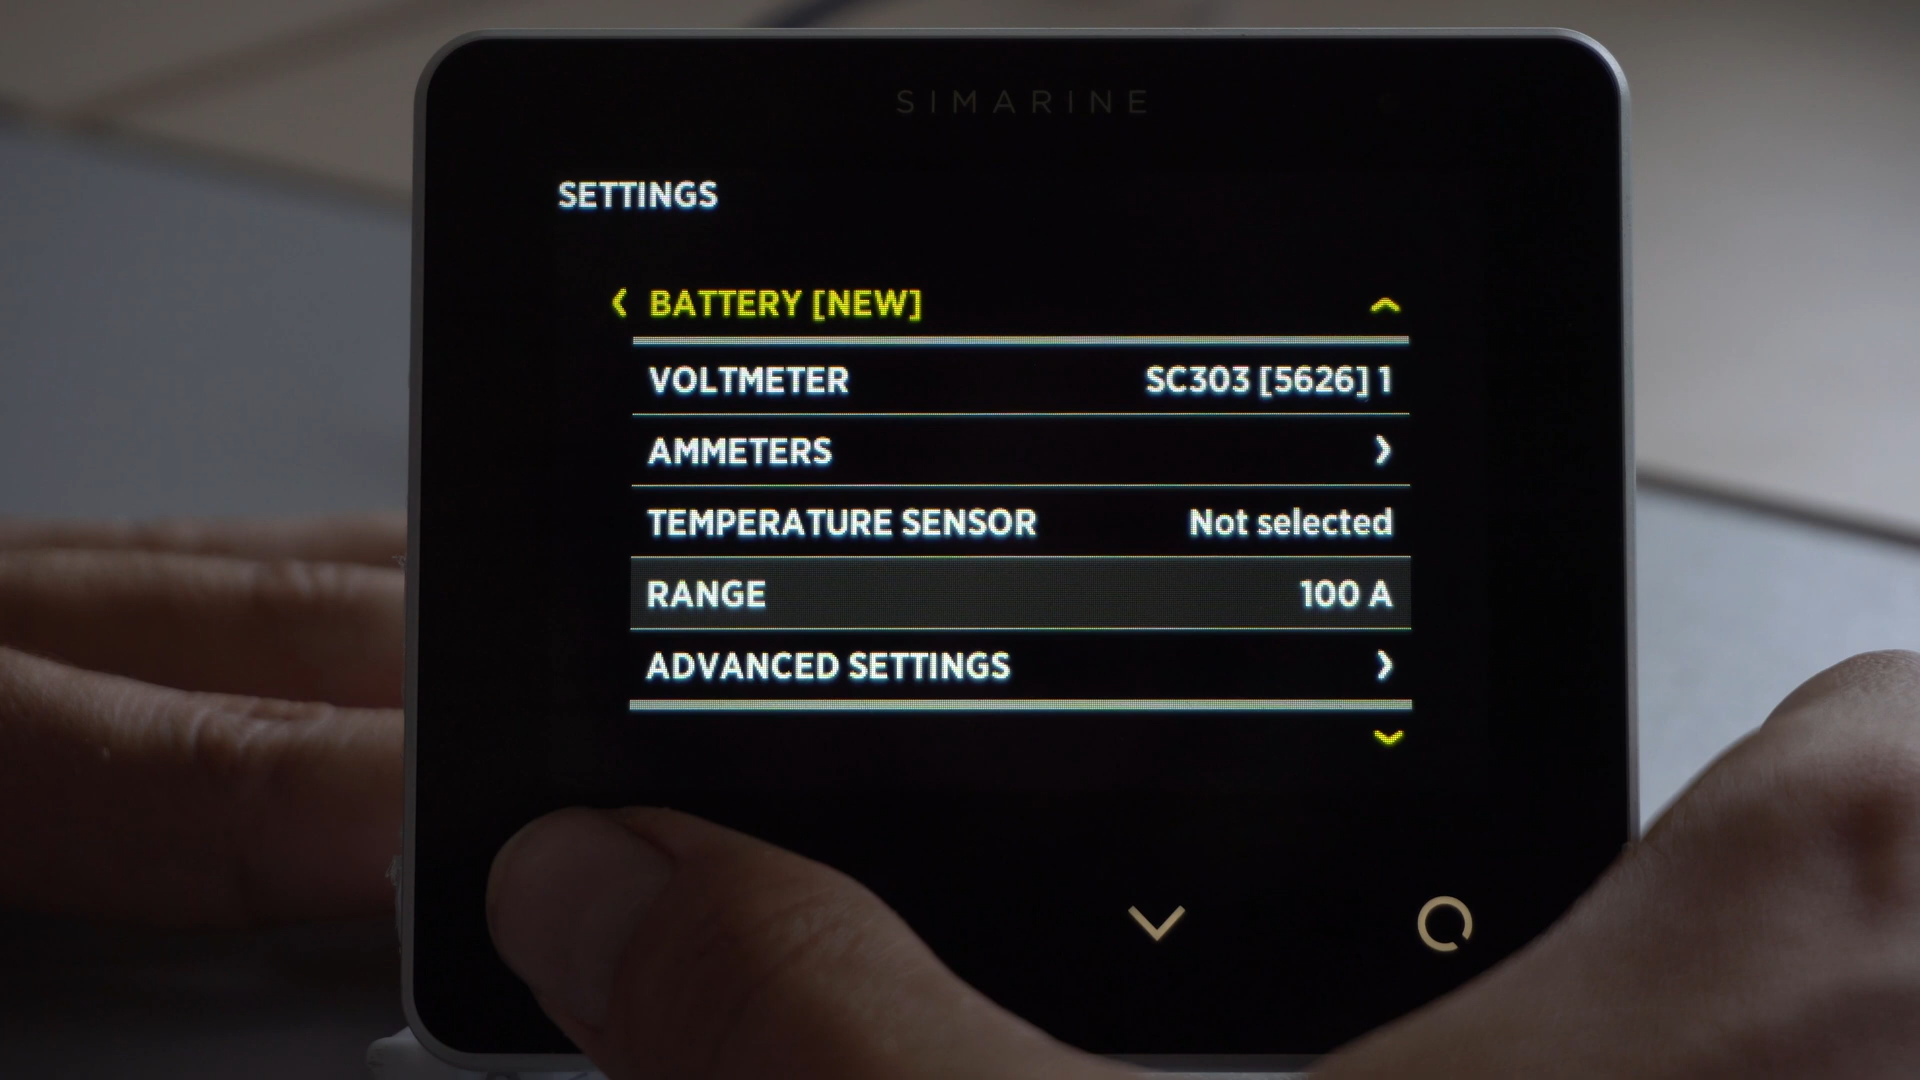 SIMARINE
SETTINGS
BATTERY [NEW]
VOLTMETER SC303 [5626] 1
AMMETERS
TEMPERATURE SENSOR Not selected
RANGE 100 A
ADVANCED SETTINGS